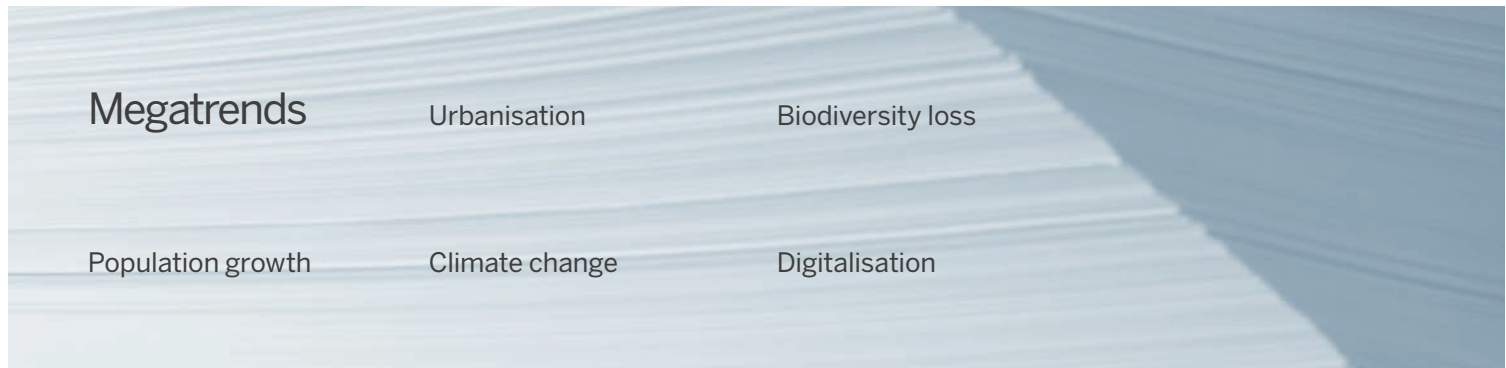 Megatrends
Urbanisation
Biodiversity loss
Population growth
Climate change
Digitalisation